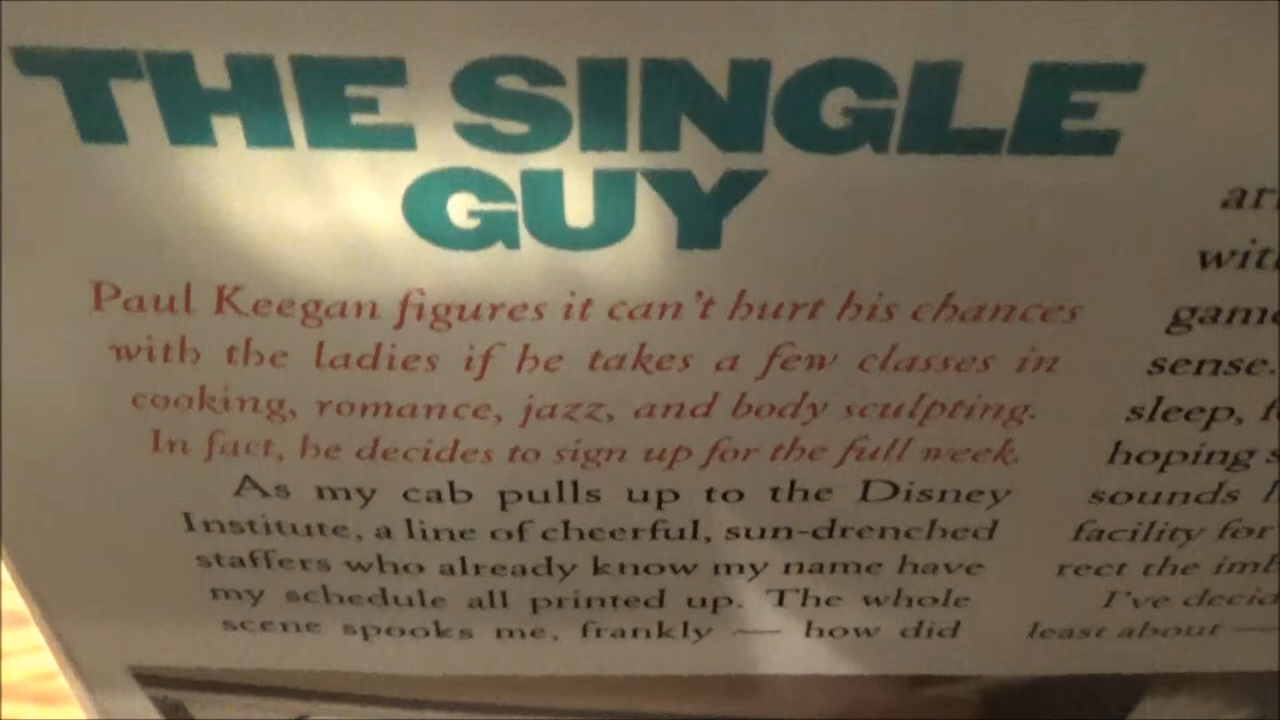 THE SINGLE
GUY
Paul Keegan figures it can't hurt his chances
with the ladies if he takes a few classes in
cooking, romance, jazz, and body sculpting.
In fact, he decides to sign up for the full week.
As my cab pulls up to the Disney
Institute, a line of cheerful, sun-drenched
staffers who already know my name have
my schedule all printed up. The whole
scene spooks me, frankly — how did
game
sense.
sleep,
hoping
sounds
facility for
rect the
I've
least about —